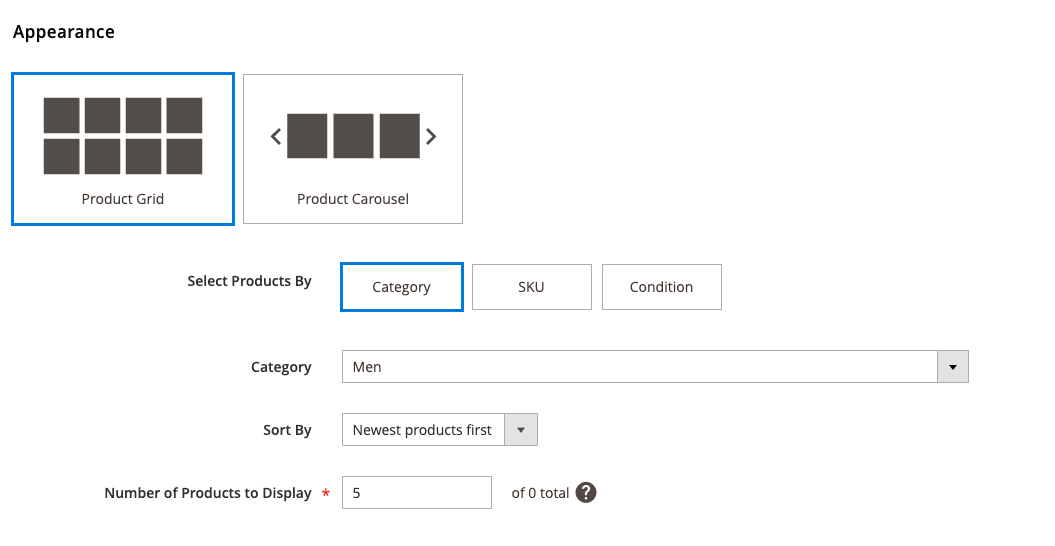 Appearance
Product Grid
Product Carousel
Select Products By
Category
SKU
Condition
Category
Men
Sort By
Newest products first
Number of Products to Display *
5
of 0 total ?